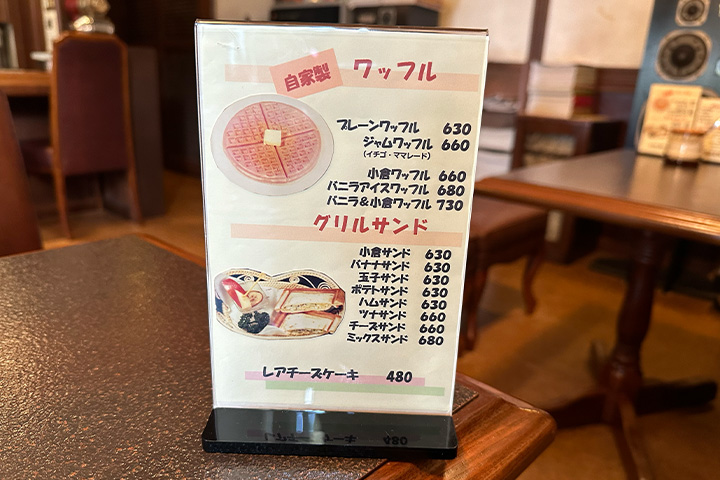 自家製 ワッフル
プレーンワッフル 630
ジャムワッフル 660
(イチゴ・ママレード)
小倉ワッフル 660
バニラアイスワッフル 680
バニラ&小倉ワッフル 730
グリルサンド
小倉サンド 630
バナナサンド 630
玉子サンド 630
ポテトサンド 630
ハムサンド 630
ツナサンド 660
チーズサンド 660
ミックスサンド 680
レアチーズケーキ 480